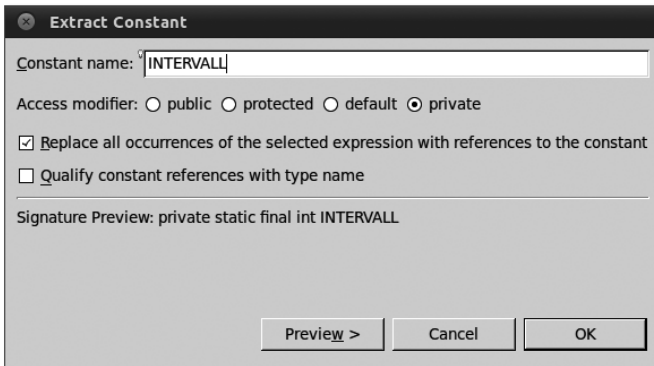 Extract Constant
Constant name: INTERVALL
Access modifier: public protected default private
Replace all occurrences of the selected expression with references to the constant
Qualify constant references with type name
Signature Preview: private static final int INTERVALL
Preview > Cancel OK